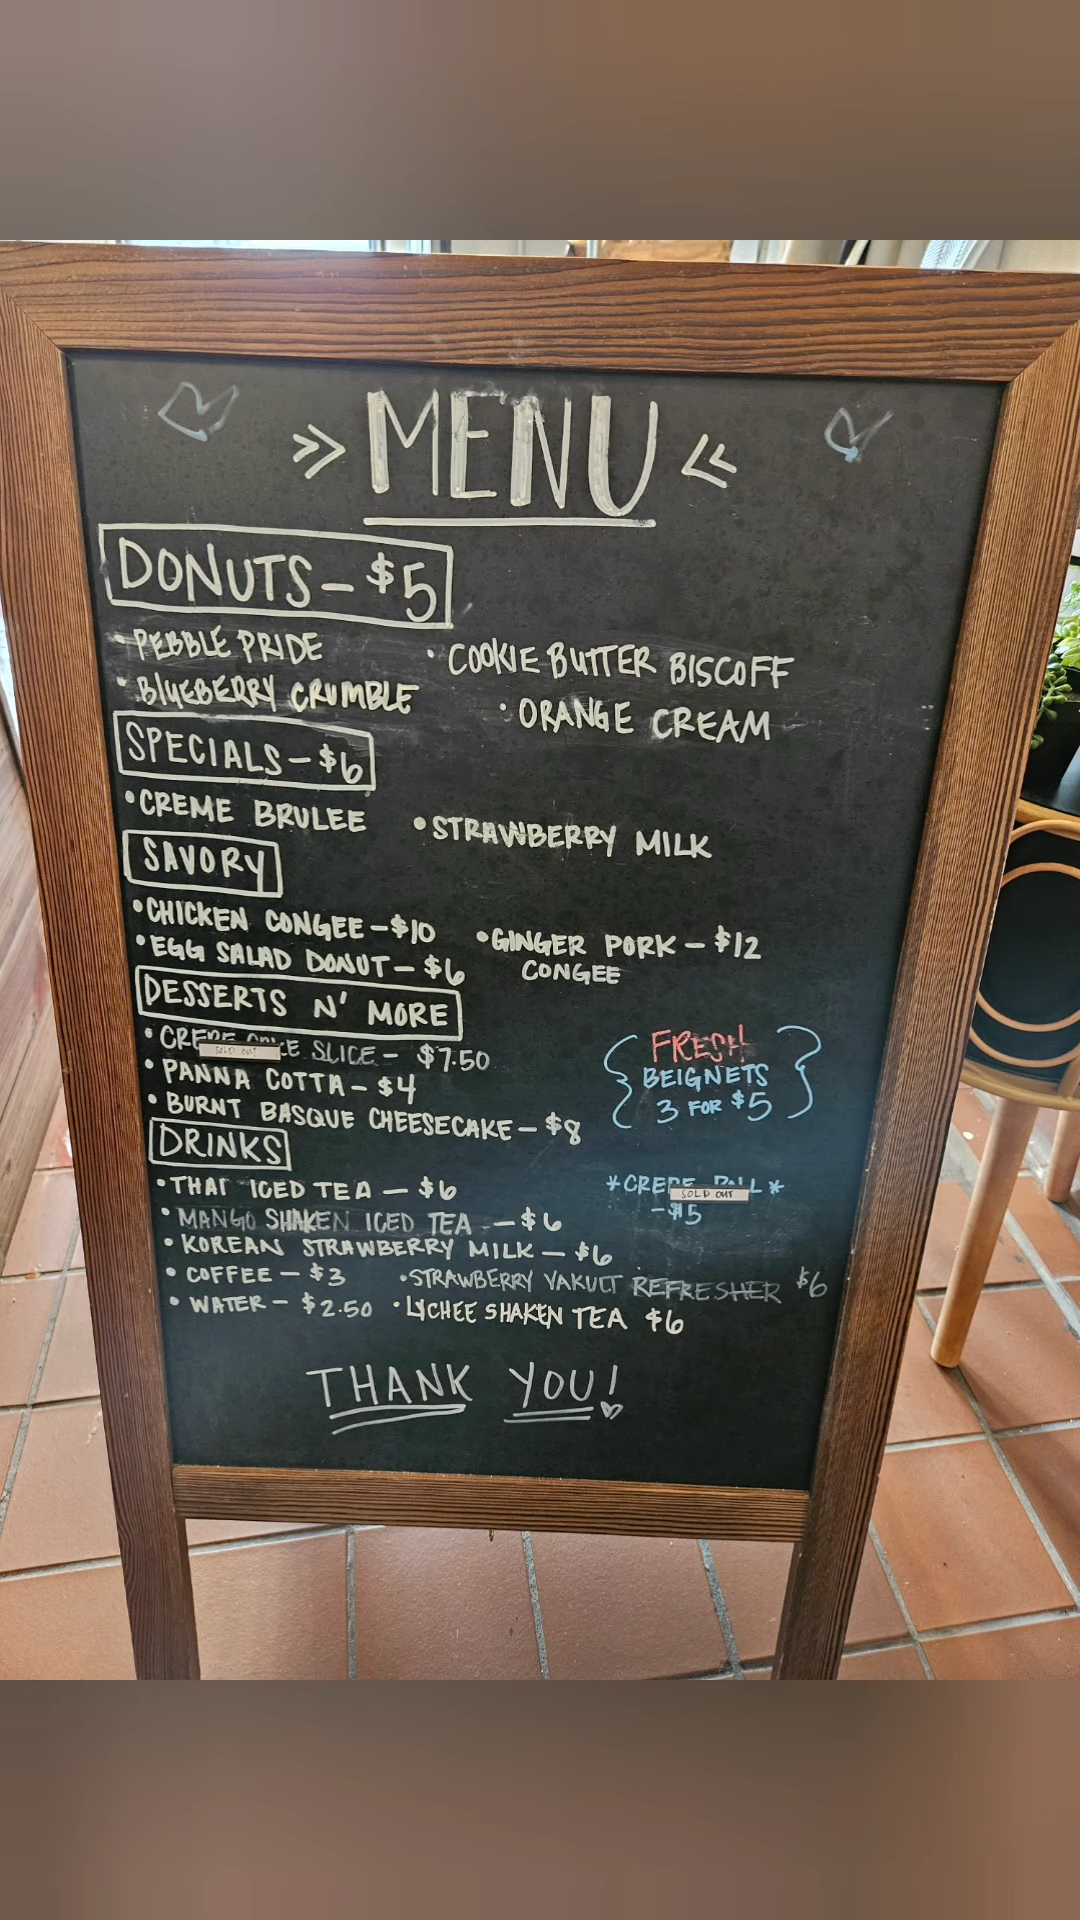 » MENU «
DONUTS - $5
• PEBBLE PRIDE
• COOKIE BUTTER BISCOFF
• BLUEBERRY CRUMBLE
• ORANGE CREAM
SPECIALS - $6
• CREME BRULEE
• STRAWBERRY MILK
SAVORY
• CHICKEN CONGEE - $10
• GINGER PORK - $12
CONGEE
• EGG SALAD DONUT - $6
DESSERTS N' MORE
• CREPE SLICE - $7.50
SOLD OUT
• PANNA COTTA - $4
• BURNT BASQUE CHEESECAKE - $8
FRESH
BEIGNETS
3 FOR $5
*CREPE *
SOLD OUT
- $5
DRINKS
• THAI ICED TEA - $6
• MANGO SHAKEN ICED TEA - $6
• KOREAN STRAWBERRY MILK - $6
• COFFEE - $3
• STRAWBERRY YAKULT REFRESHER $6
• WATER - $2.50
• LYCHEE SHAKEN TEA $6
THANK YOU!